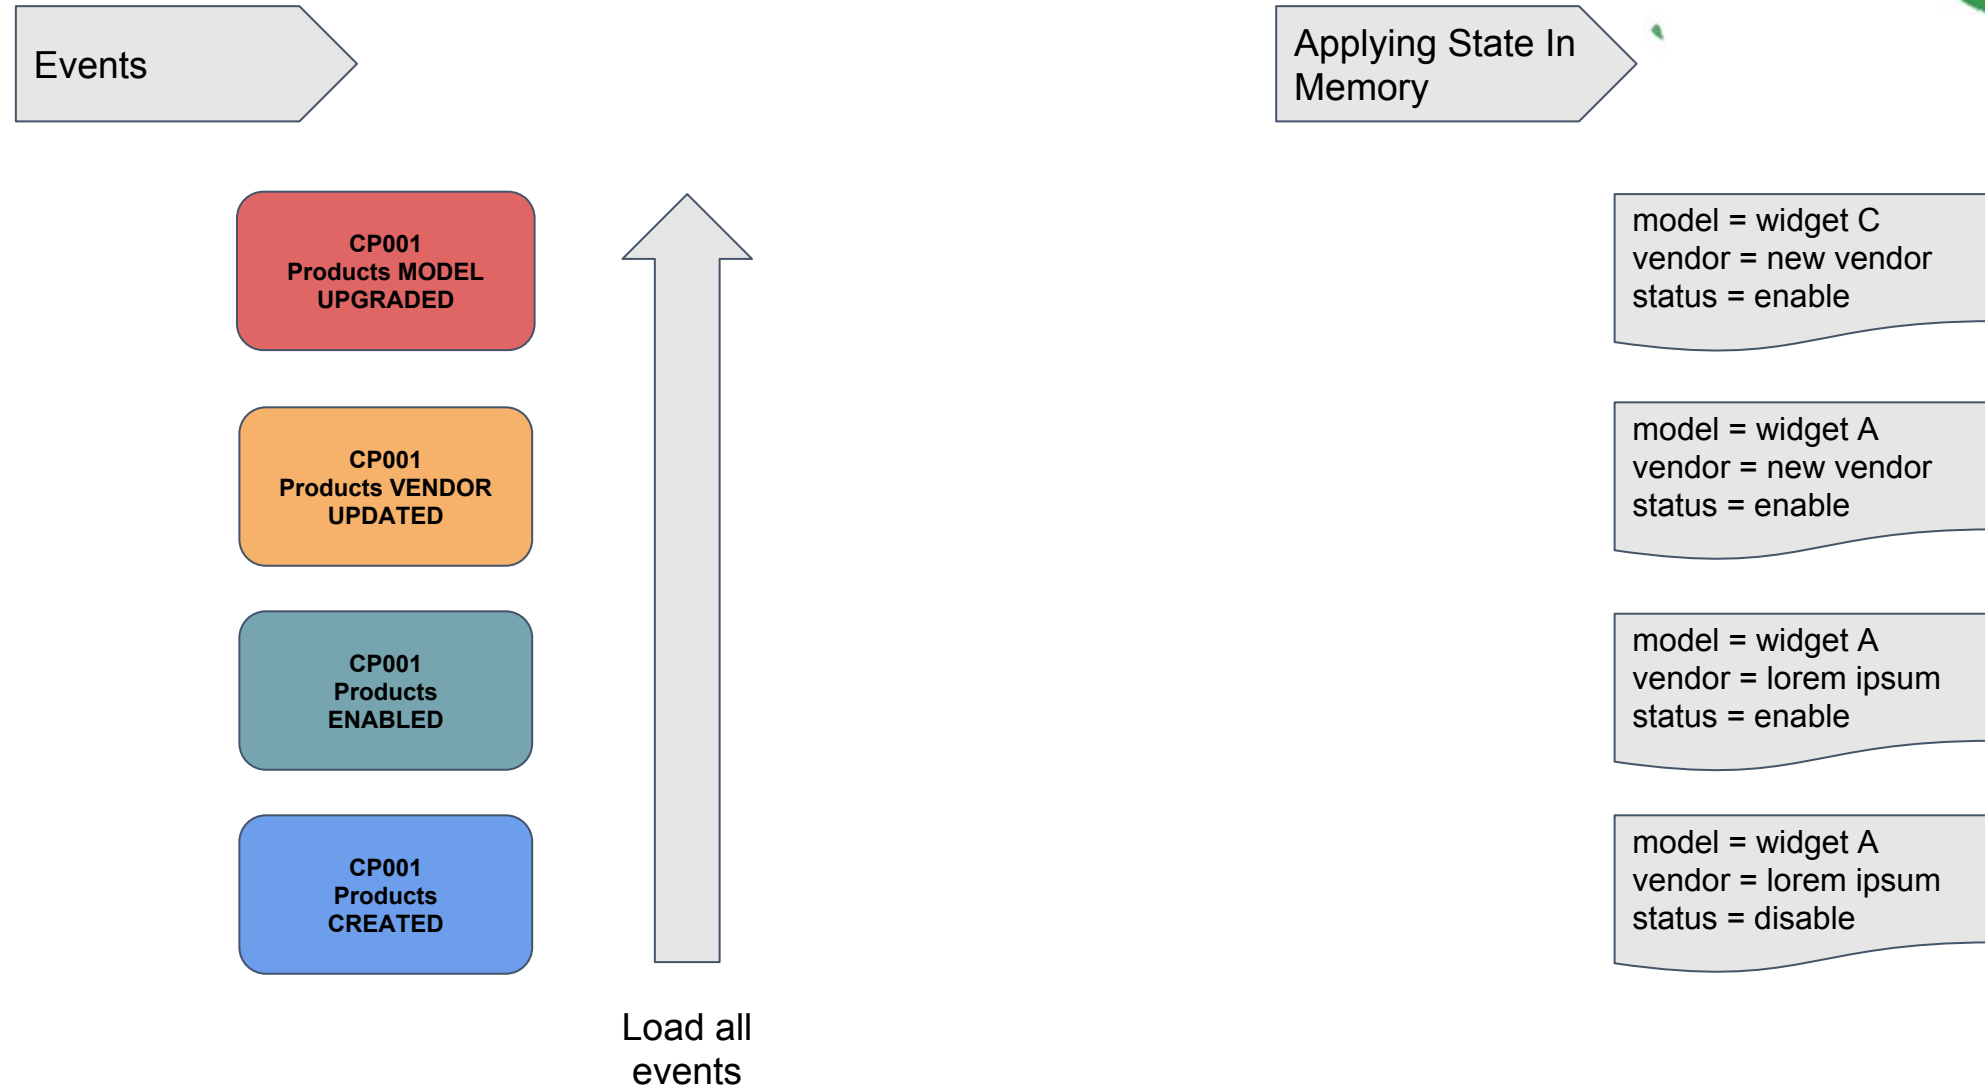 Events
Applying State In
Memory
CP001
Products MODEL
UPGRADED
model = widget C
vendor = new vendor
status = enable
CP001
Products VENDOR
UPDATED
model = widget A
vendor = new vendor
status = enable
CP001
Products
ENABLED
model = widget A
vendor = lorem ipsum
status = enable
CP001
Products
CREATED
model = widget A
vendor = lorem ipsum
status = disable
Load all
events